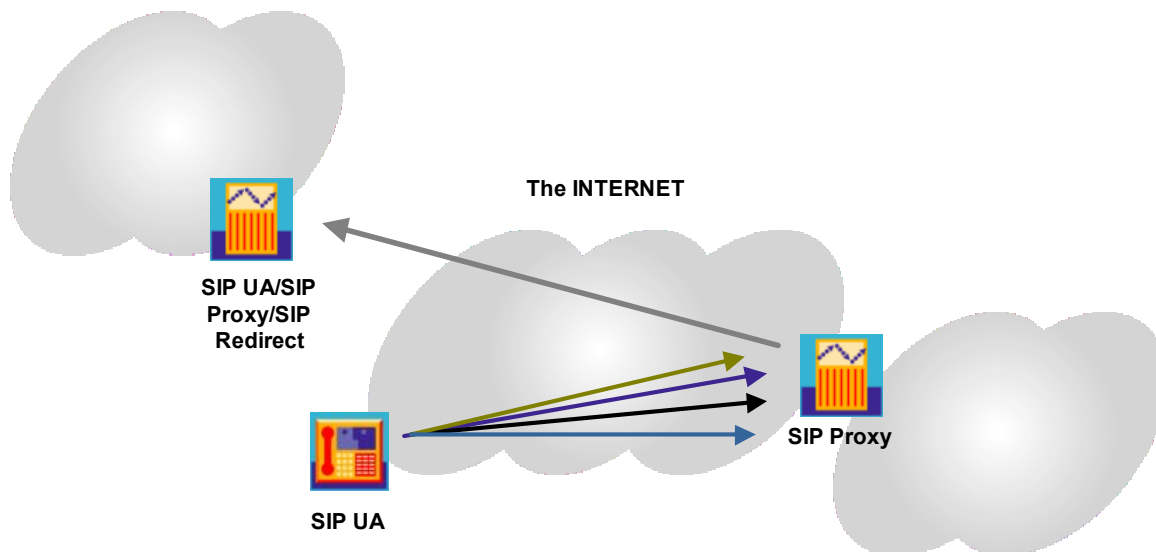 The INTERNET
SIP UA/SIP
Proxy/SIP
Redirect
SIP Proxy
SIP UA